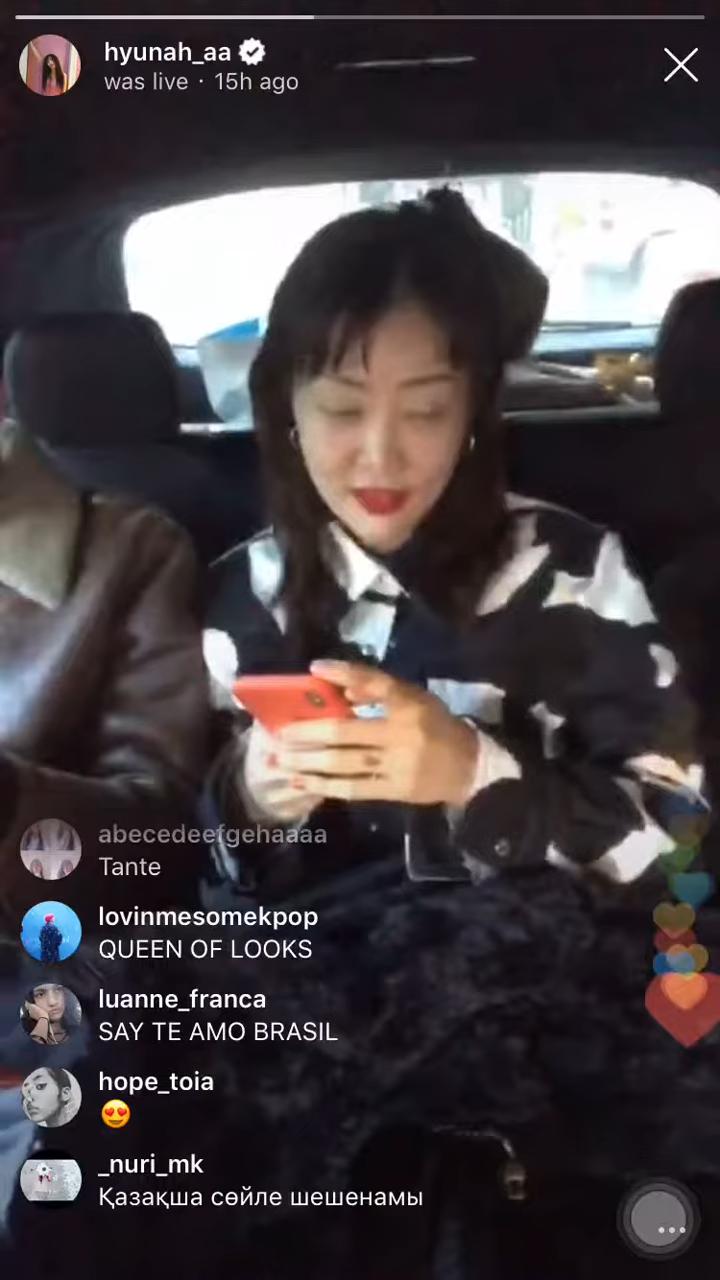 hyunah_aa
was live · 15h ago
abecedeefgehaaaa
Tante
lovinmesomekpop
QUEEN OF LOOKS
luanne_franca
SAY TE AMO BRASIL
hope_toia
😍
_nuri_mk
Қазақша сөйле шешенамы